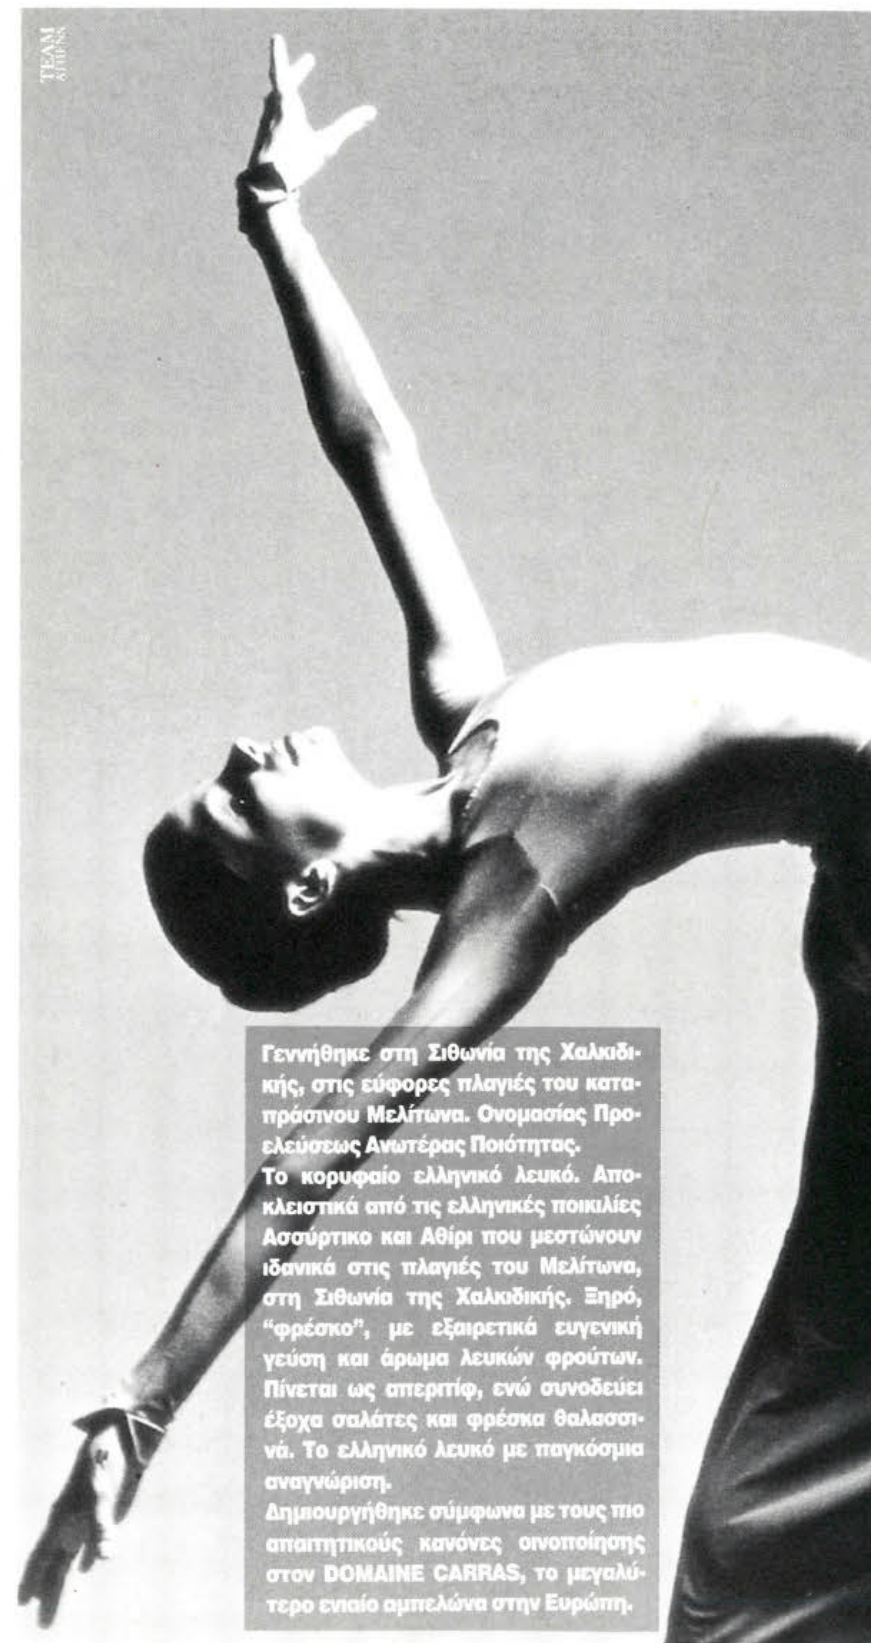 TEAM
ATHENS
Γεννήθηκε στη Σιθωνία της Χαλκιδι-
κής, στις εύφορες πλαγιές του κατα-
πράσινου Μελίτωνα. Ονομασίας Προ-
ελεύσεως Ανωτέρας Ποιότητας.
Το κορυφαίο ελληνικό λευκό. Απο-
κλειστικά από τις ελληνικές ποικιλίες
Ασσύρτικο και Αθίρι που μεστώνουν
ιδανικά στις πλαγιές του Μελίτωνα,
στη Σιθωνία της Χαλκιδικής. Ξηρό,
“φρέσκο”, με εξαιρετικά ευγενική
γεύση και άρωμα λευκών φρούτων.
Πίνεται ως απεριτίφ, ενώ συνοδεύει
έξοχα σαλάτες και φρέσκα θαλασσι-
νά. Το ελληνικό λευκό με παγκόσμια
αναγνώριση.
Δημιουργήθηκε σύμφωνα με τους πιο
απαιτητικούς κανόνες οινοποίησης
στον DOMAINE CARRAS, το μεγαλύ-
τερο ενιαίο αμπελώνα στην Ευρώπη.